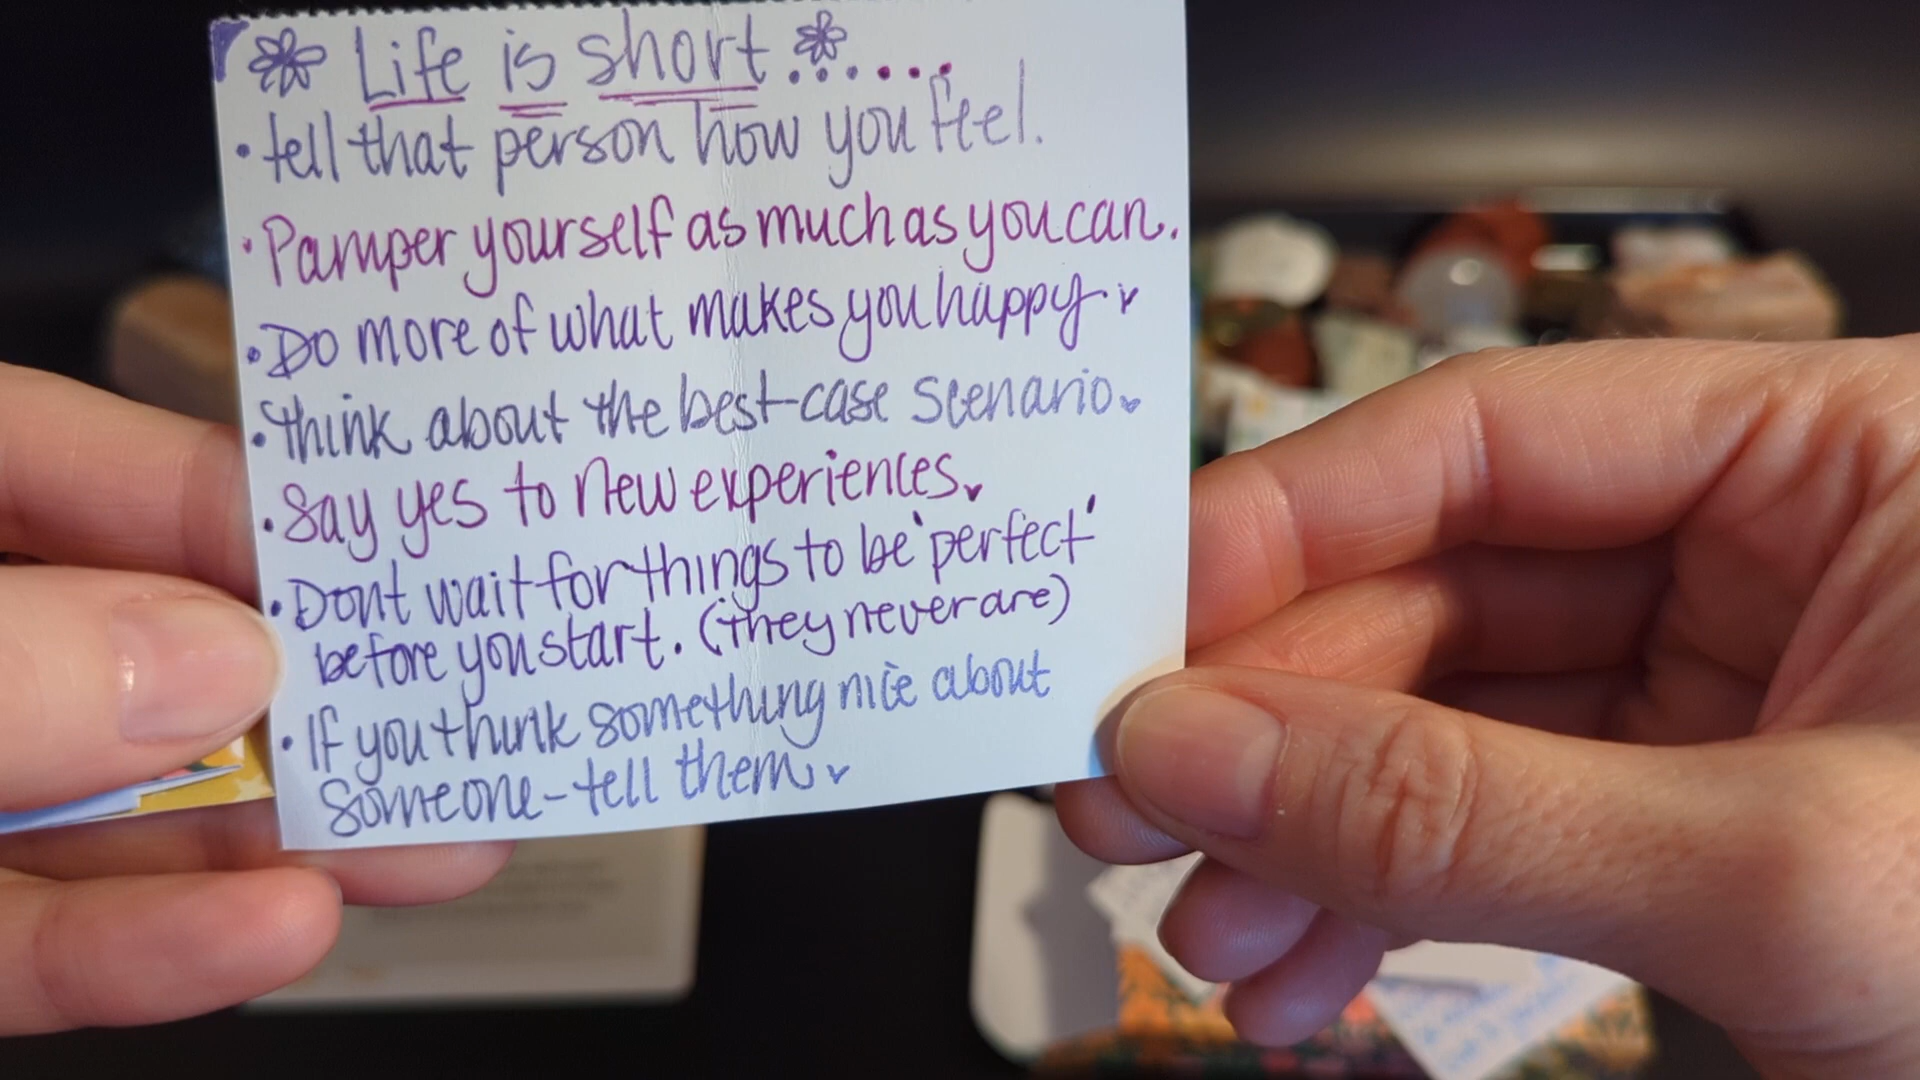 Life is short.......
• tell that person how you feel.
• Pamper yourself as much as you can.
• Do more of what makes you happy.
• Think about the best-case scenario.
• Say yes to new experiences.
• Dont wait for things to be 'perfect'
before you start. (they never are)
• If you think something nice about
someone - tell them